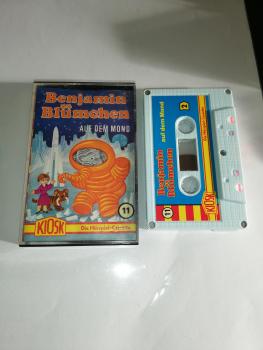 Benjamin
Blümchen
AUF DEM MOND
11
KIOSK
Die Hörspiel-Cassette
2
Benjamin
Blümchen
auf dem Mond
11
KIOSK